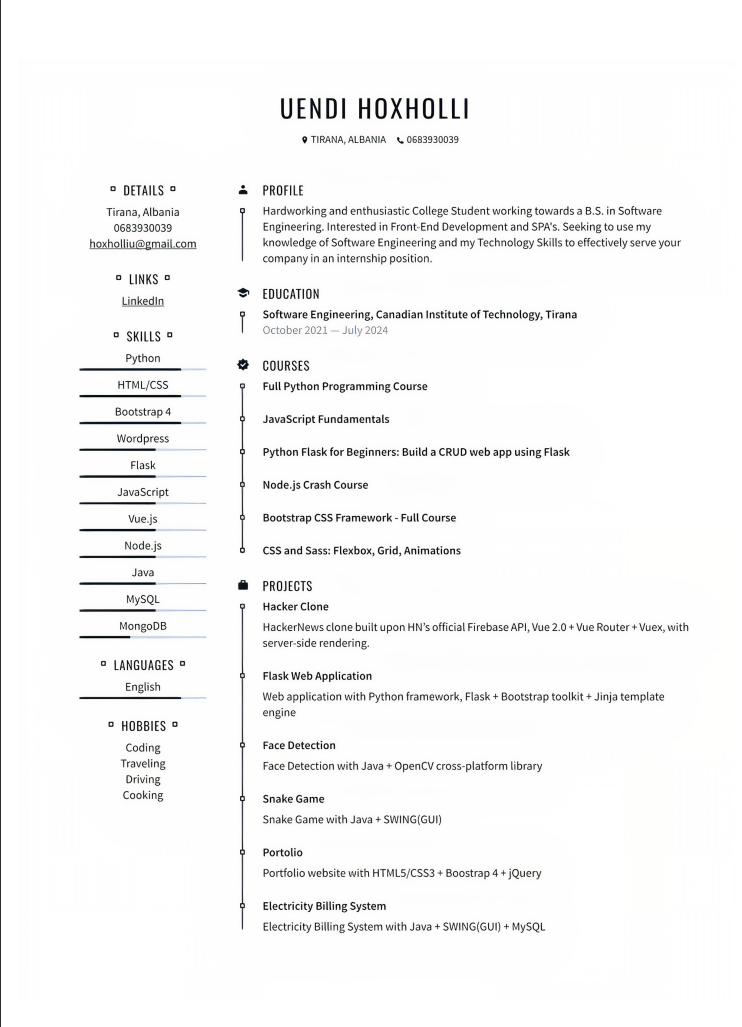 UENDI HOXHOLLI
TIRANA, ALBANIA 0683930039
DETAILS
Tirana, Albania
0683930039
hoxholliu@gmail.com
LINKS
LinkedIn
SKILLS
Python
HTML/CSS
Bootstrap 4
Wordpress
Flask
JavaScript
Vue.js
Node.js
Java
MySQL
MongoDB
LANGUAGES
English
HOBBIES
Coding
Traveling
Driving
Cooking
PROFILE
Hardworking and enthusiastic College Student working towards a B.S. in Software
Engineering. Interested in Front-End Development and SPA's. Seeking to use my
knowledge of Software Engineering and my Technology Skills to effectively serve your
company in an internship position.
EDUCATION
Software Engineering, Canadian Institute of Technology, Tirana
October 2021 — July 2024
COURSES
Full Python Programming Course
JavaScript Fundamentals
Python Flask for Beginners: Build a CRUD web app using Flask
Node.js Crash Course
Bootstrap CSS Framework - Full Course
CSS and Sass: Flexbox, Grid, Animations
PROJECTS
Hacker Clone
HackerNews clone built upon HN's official Firebase API, Vue 2.0 + Vue Router + Vuex, with
server-side rendering.
Flask Web Application
Web application with Python framework, Flask + Bootstrap toolkit + Jinja template
engine
Face Detection
Face Detection with Java + OpenCV cross-platform library
Snake Game
Snake Game with Java + SWING(GUI)
Portolio
Portfolio website with HTML5/CSS3 + Boostrap 4 + jQuery
Electricity Billing System
Electricity Billing System with Java + SWING(GUI) + MySQL